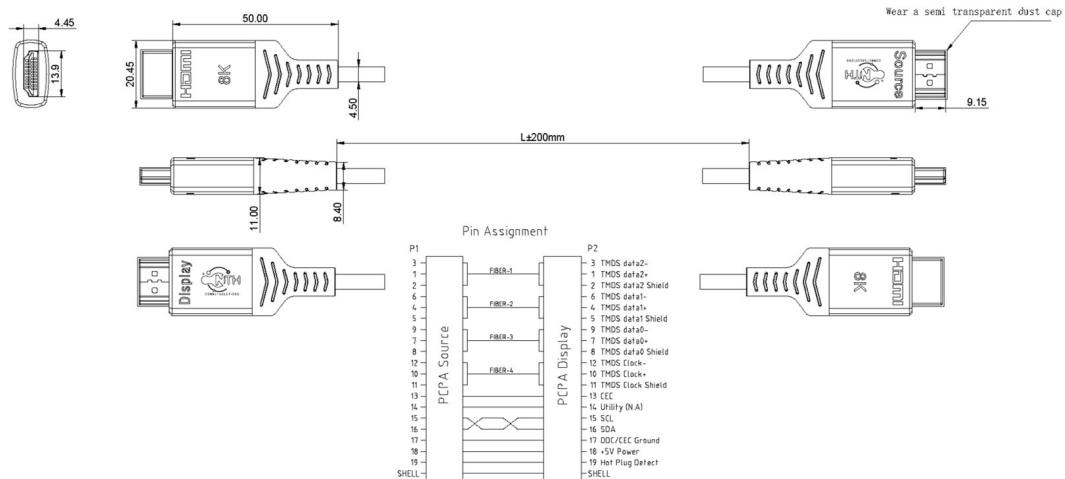 Wear a semi transparent dust cap
4.45
50.00
13.9
20.45
HDMI
8K
4.50
Source
NTH
9.15
L±200mm
11.00
8.40
Pin Assignment
P1
P2
Display
NTH
HDMI
8K
PCPA Source
PCPA Display
3 3 TMDS data2-
1 FIBER-1 1 TMDS data2+
2 2 TMDS data2 Shield
6 6 TMDS data1-
4 FIBER-2 4 TMDS data1+
5 5 TMDS data1 Shield
9 9 TMDS data0-
7 FIBER-3 7 TMDS data0+
8 8 TMDS data0 Shield
12 12 TMDS Clock-
10 FIBER-4 10 TMDS Clock+
11 11 TMDS Clock Shield
13 13 CEC
14 14 Utility (N.A)
15 15 SCL
16 16 SDA
17 17 DDC/CEC Ground
18 18 +5V Power
19 19 Hot Plug Detect
SHELL SHELL